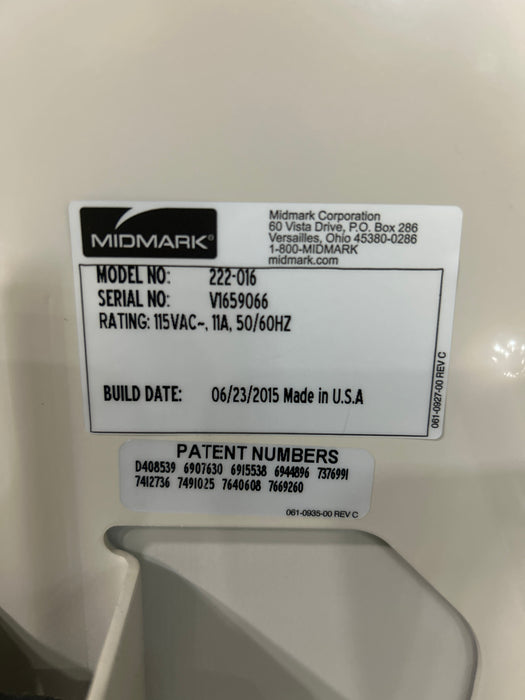 MIDMARK®
Midmark Corporation
60 Vista Drive, P.O. Box 286
Versailles, Ohio 45380-0286
1-800-MIDMARK
midmark.com
MODEL NO: 222-016
SERIAL NO: V1659066
RATING: 115VAC~, 11A, 50/60HZ
BUILD DATE: 06/23/2015 Made in U.S.A
061-0927-00 REV C
PATENT NUMBERS
D408539 6907630 6915538 6944896 7376991
7412736 7491025 7640608 7669260
061-0935-00 REV C